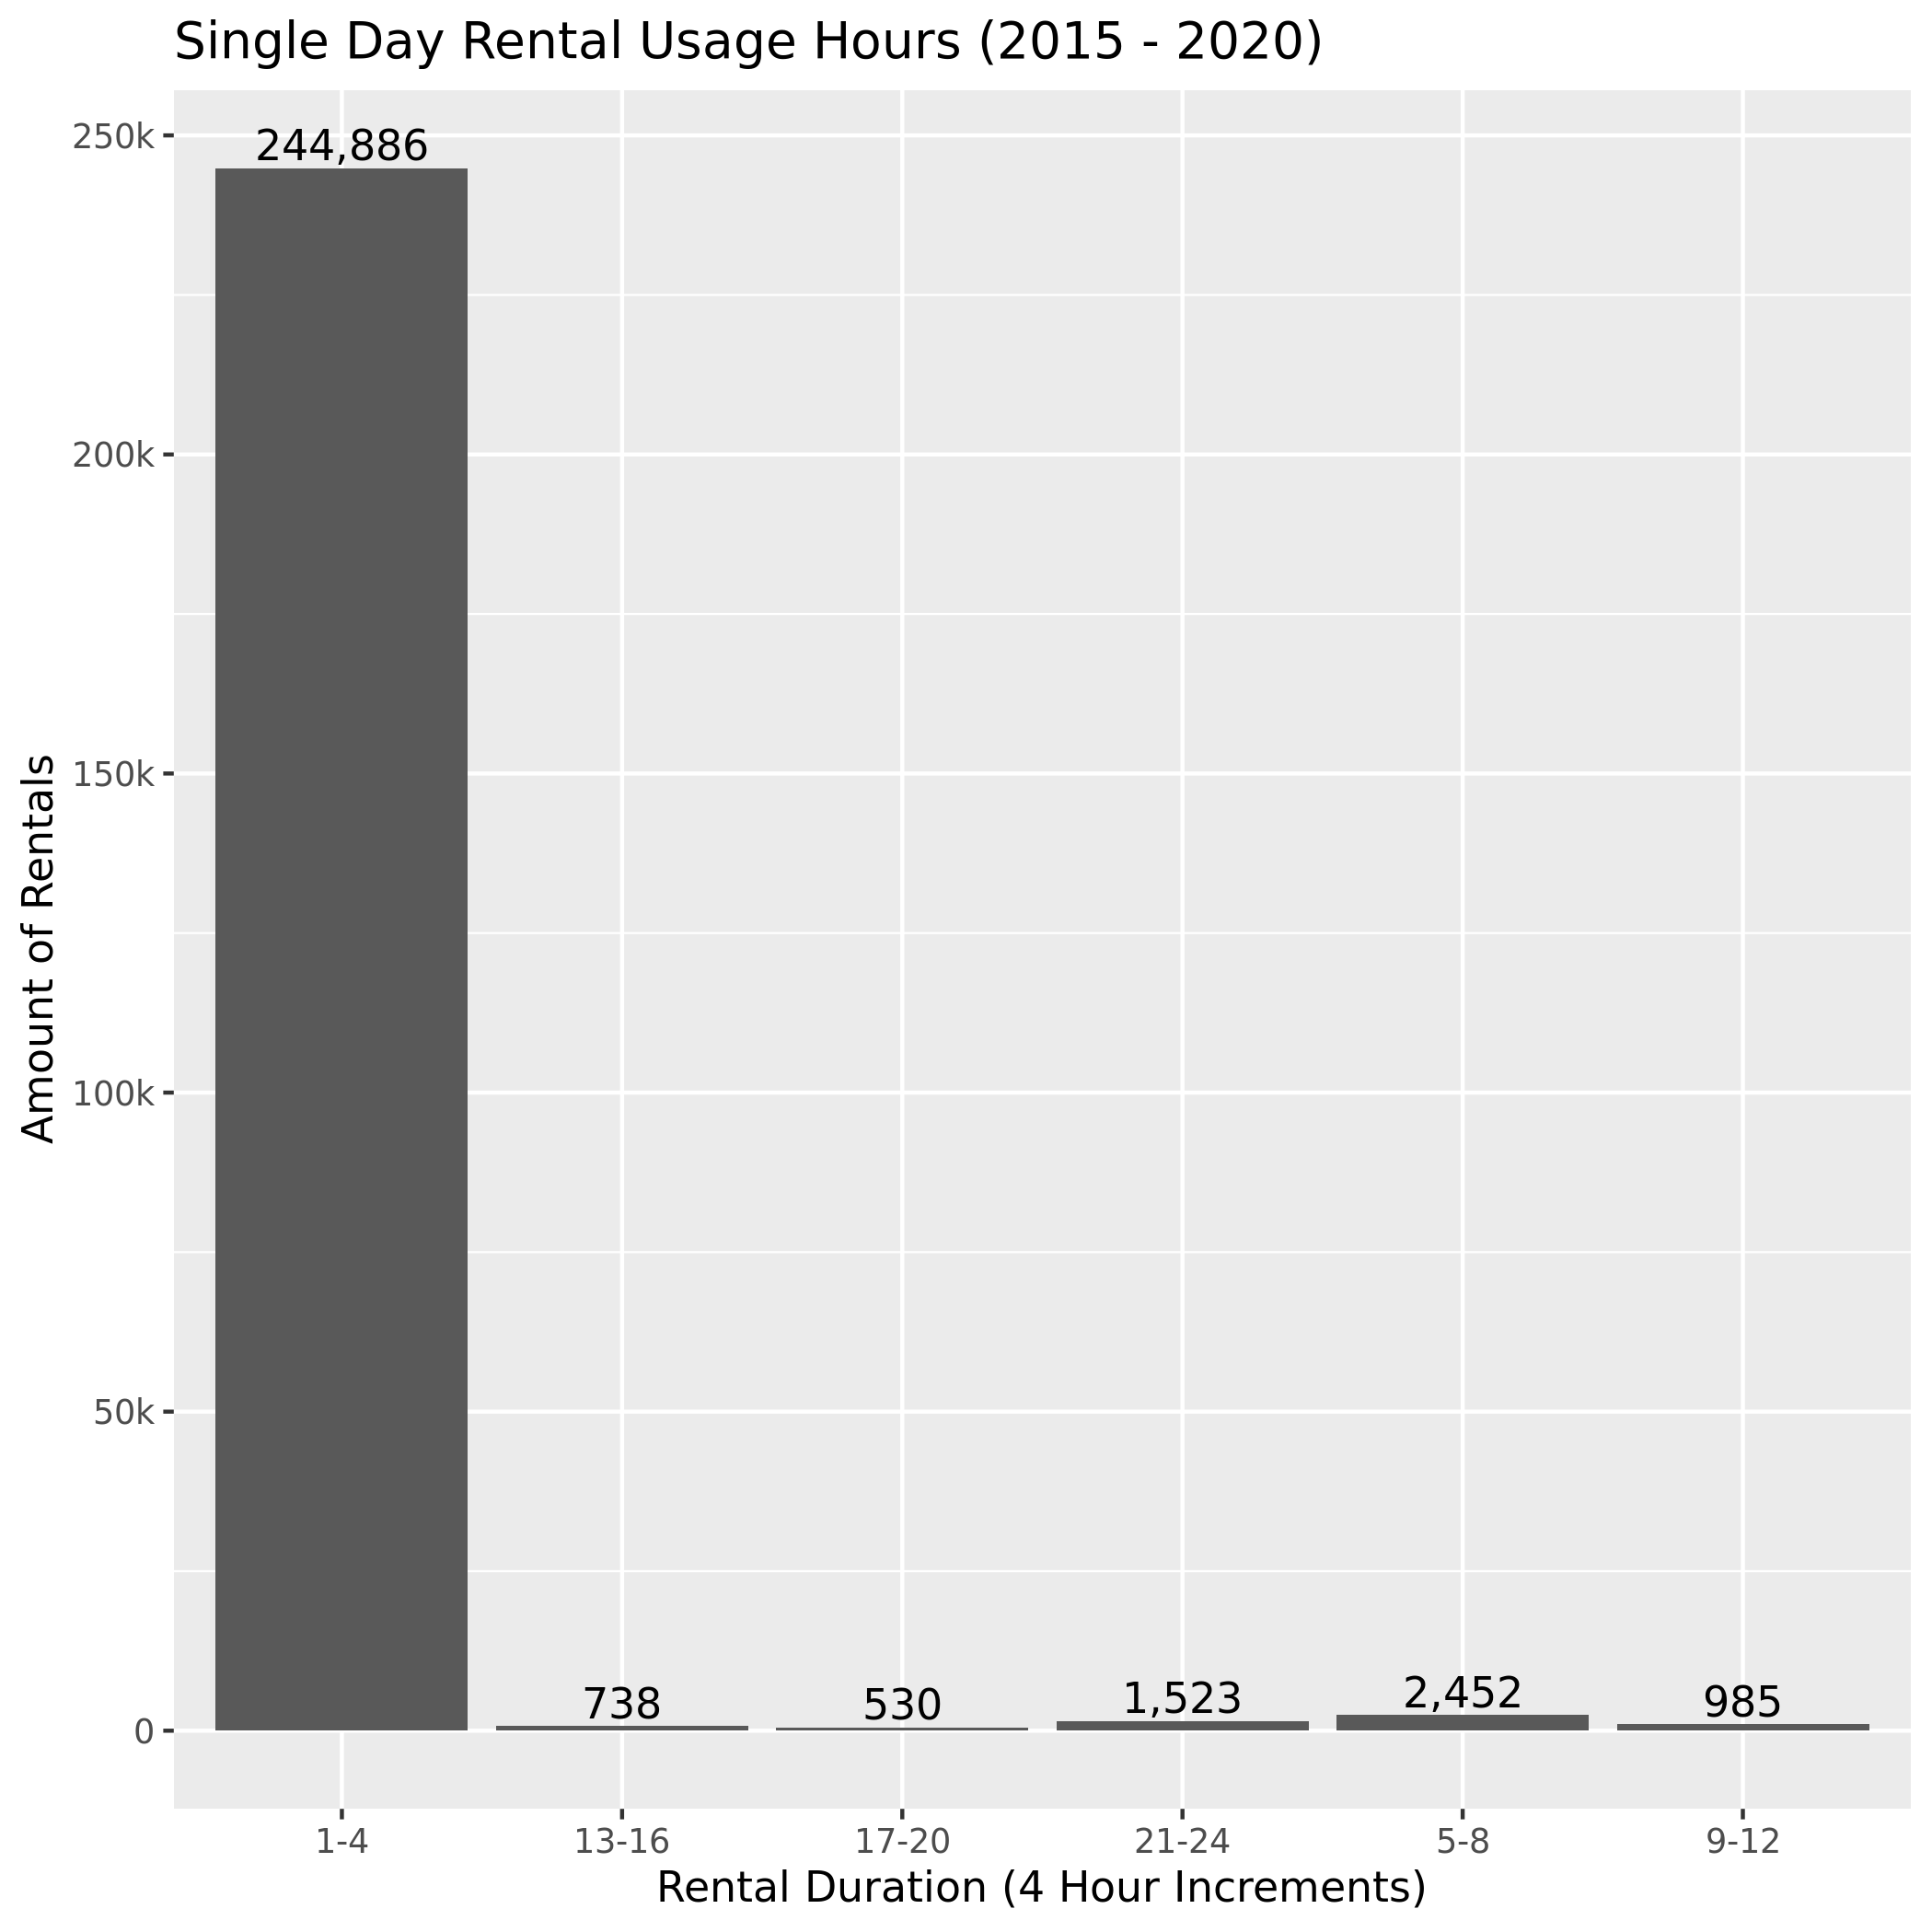 Single Day Rental Usage Hours (2015 - 2020)
Amount of Rentals
250k
200k
150k
100k
50k
0
244,886
738
530
1,523
2,452
985
1-4
13-16
17-20
21-24
5-8
9-12
Rental Duration (4 Hour Increments)